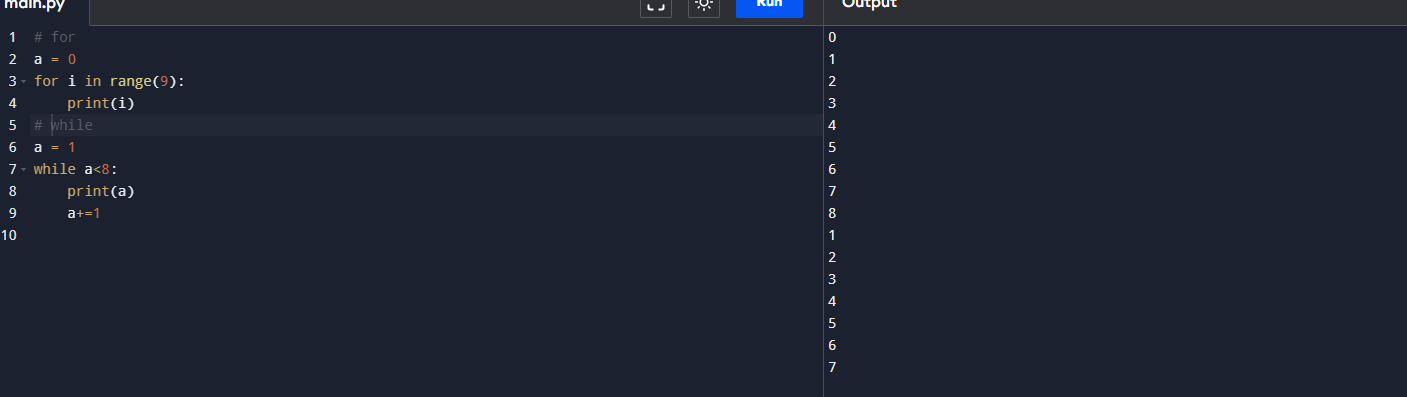 main.py
Run
Output
1 # for
2 a = 0
3 for i in range(9):
4     print(i)
5 # while
6 a = 1
7 while a<8:
8     print(a)
9     a+=1
10
0
1
2
3
4
5
6
7
8
1
2
3
4
5
6
7